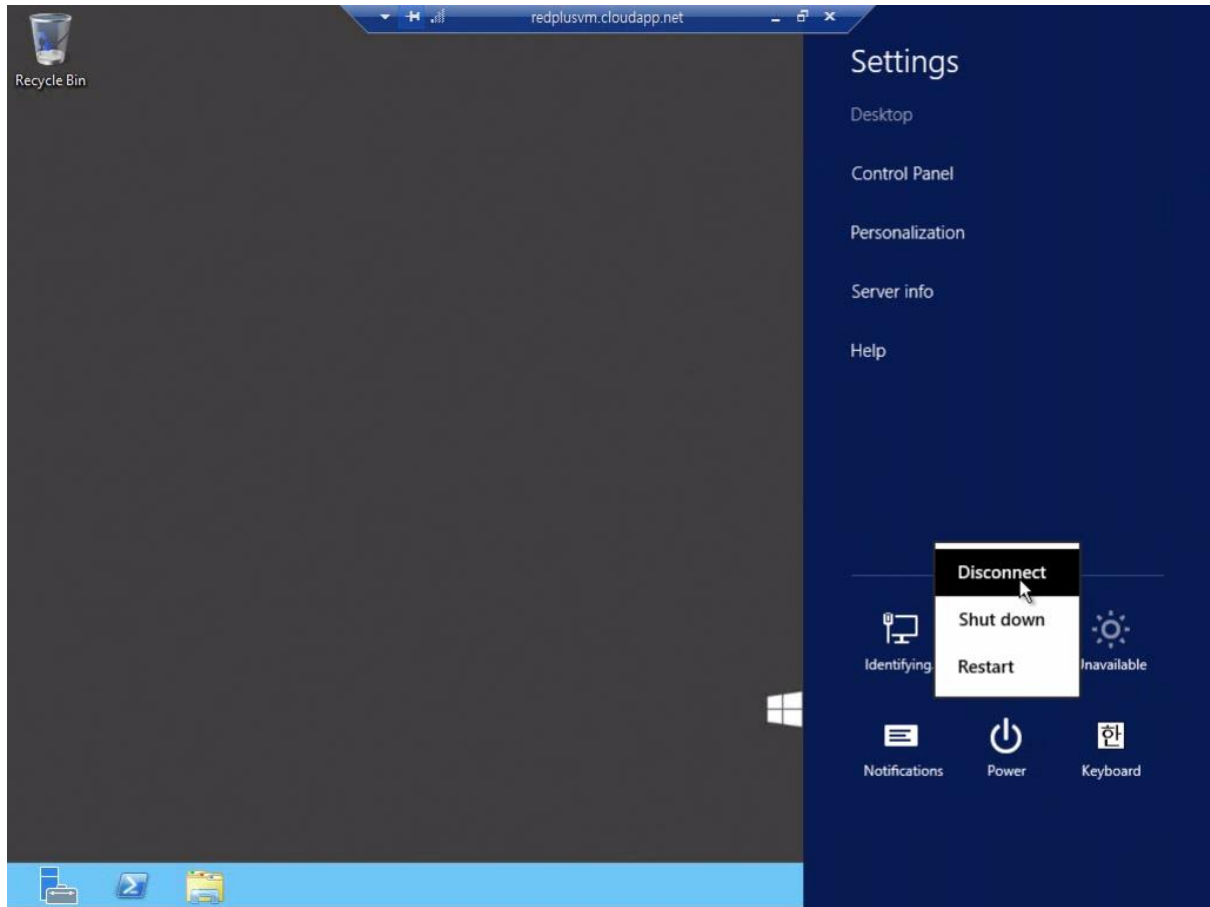 redplusvm.cloudapp.net
Recycle Bin
Settings
Desktop
Control Panel
Personalization
Server info
Help
Disconnect
Shut down
Restart
Identifying
navailable
Notifications
Power
한
Keyboard